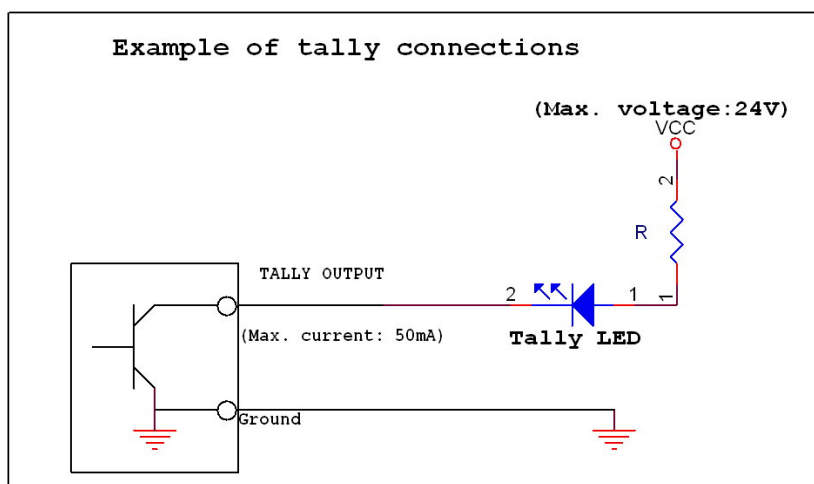 Example of tally connections
(Max. voltage:24V)
VCC
2
R
TALLY OUTPUT
2
1
1
(Max. current: 50mA)
Tally LED
Ground